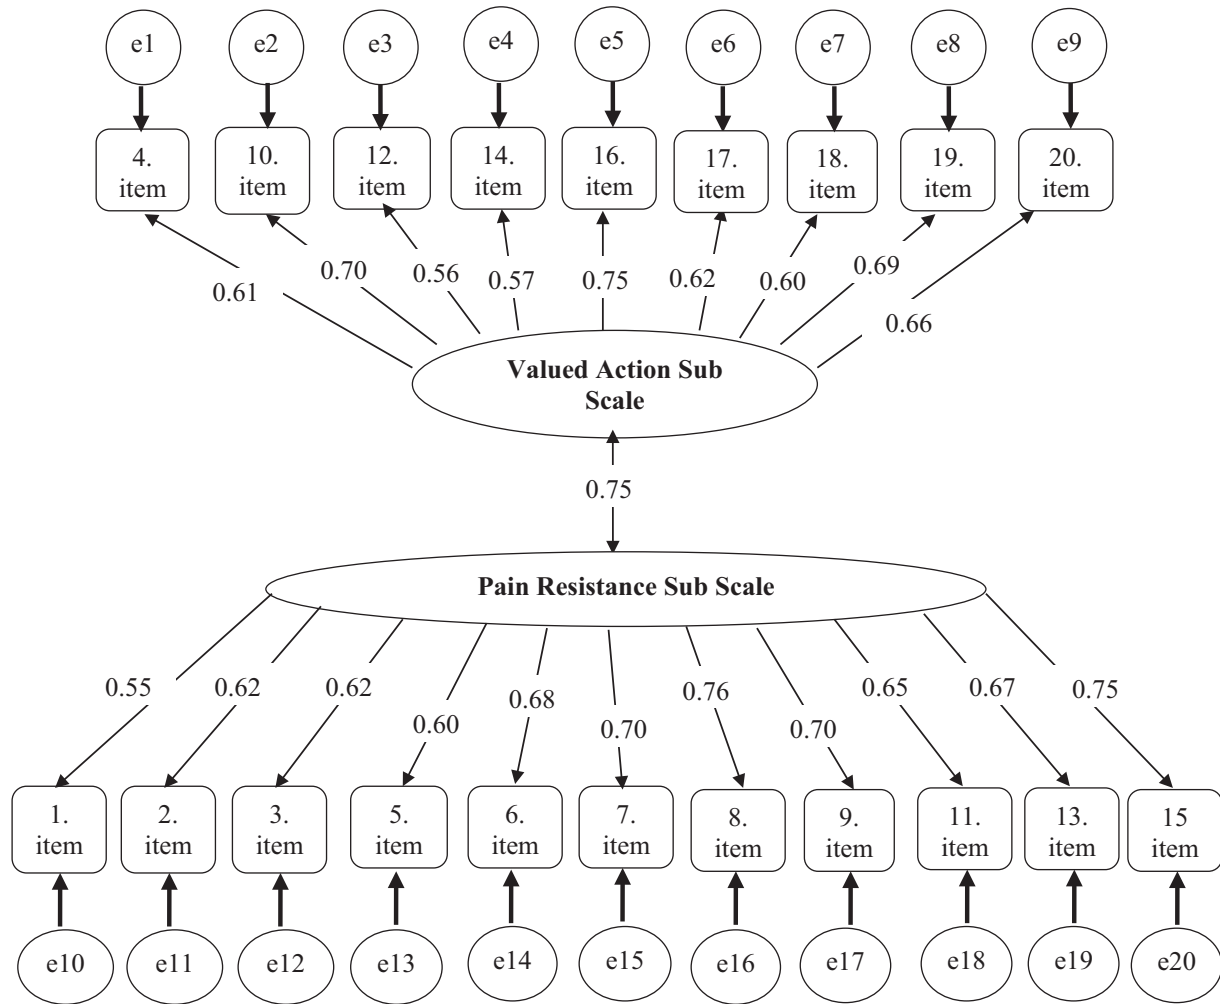 e1 e2 e3 e4 e5 e6 e7 e8 e9
4. 10. 12. 14. 16. 17. 18. 19. 20.
item item item item item item item item item
0.61 0.70 0.56 0.57 0.75 0.62 0.60 0.69 0.66
Valued Action Sub
Scale
0.75
Pain Resistance Sub Scale
0.55 0.62 0.62 0.60 0.68 0.70 0.76 0.70 0.65 0.67 0.75
1. 2. 3. 5. 6. 7. 8. 9. 11. 13. 15
item item item item item item item item item item item
e10 e11 e12 e13 e14 e15 e16 e17 e18 e19 e20